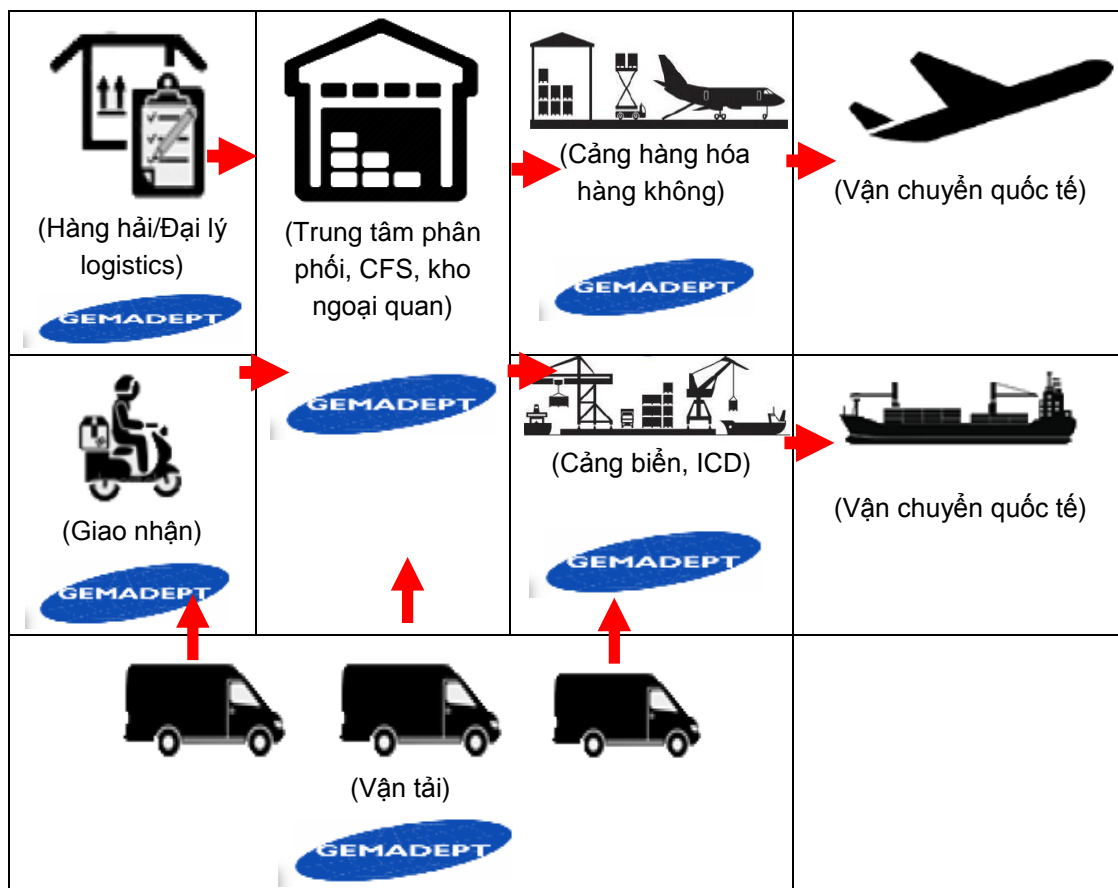 (Hàng hải/Đại lý
logistics)
GEMADEPT
(Trung tâm phân
phối, CFS, kho
ngoại quan)
GEMADEPT
(Cảng hàng hóa
hàng không)
GEMADEPT
(Vận chuyển quốc tế)
(Giao nhận)
GEMADEPT
(Cảng biển, ICD)
GEMADEPT
(Vận chuyển quốc tế)
(Vận tải)
GEMADEPT